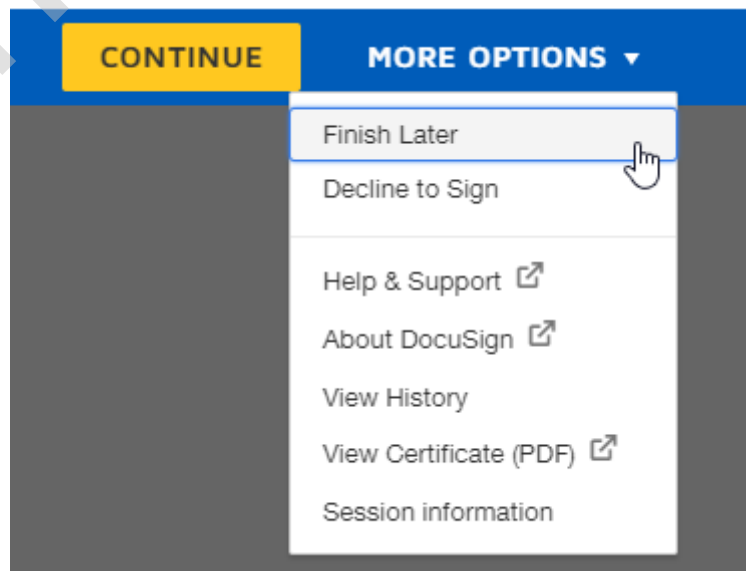 CONTINUE MORE OPTIONS
Finish Later
Decline to Sign
Help & Support
About DocuSign
View History
View Certificate (PDF)
Session information